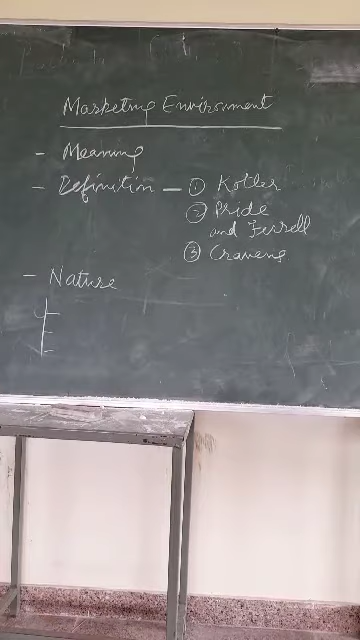 Marketing Environment
- Meaning
- Definition - ① Kotler
② Pride
and Ferrell
③ Cravens
- Nature